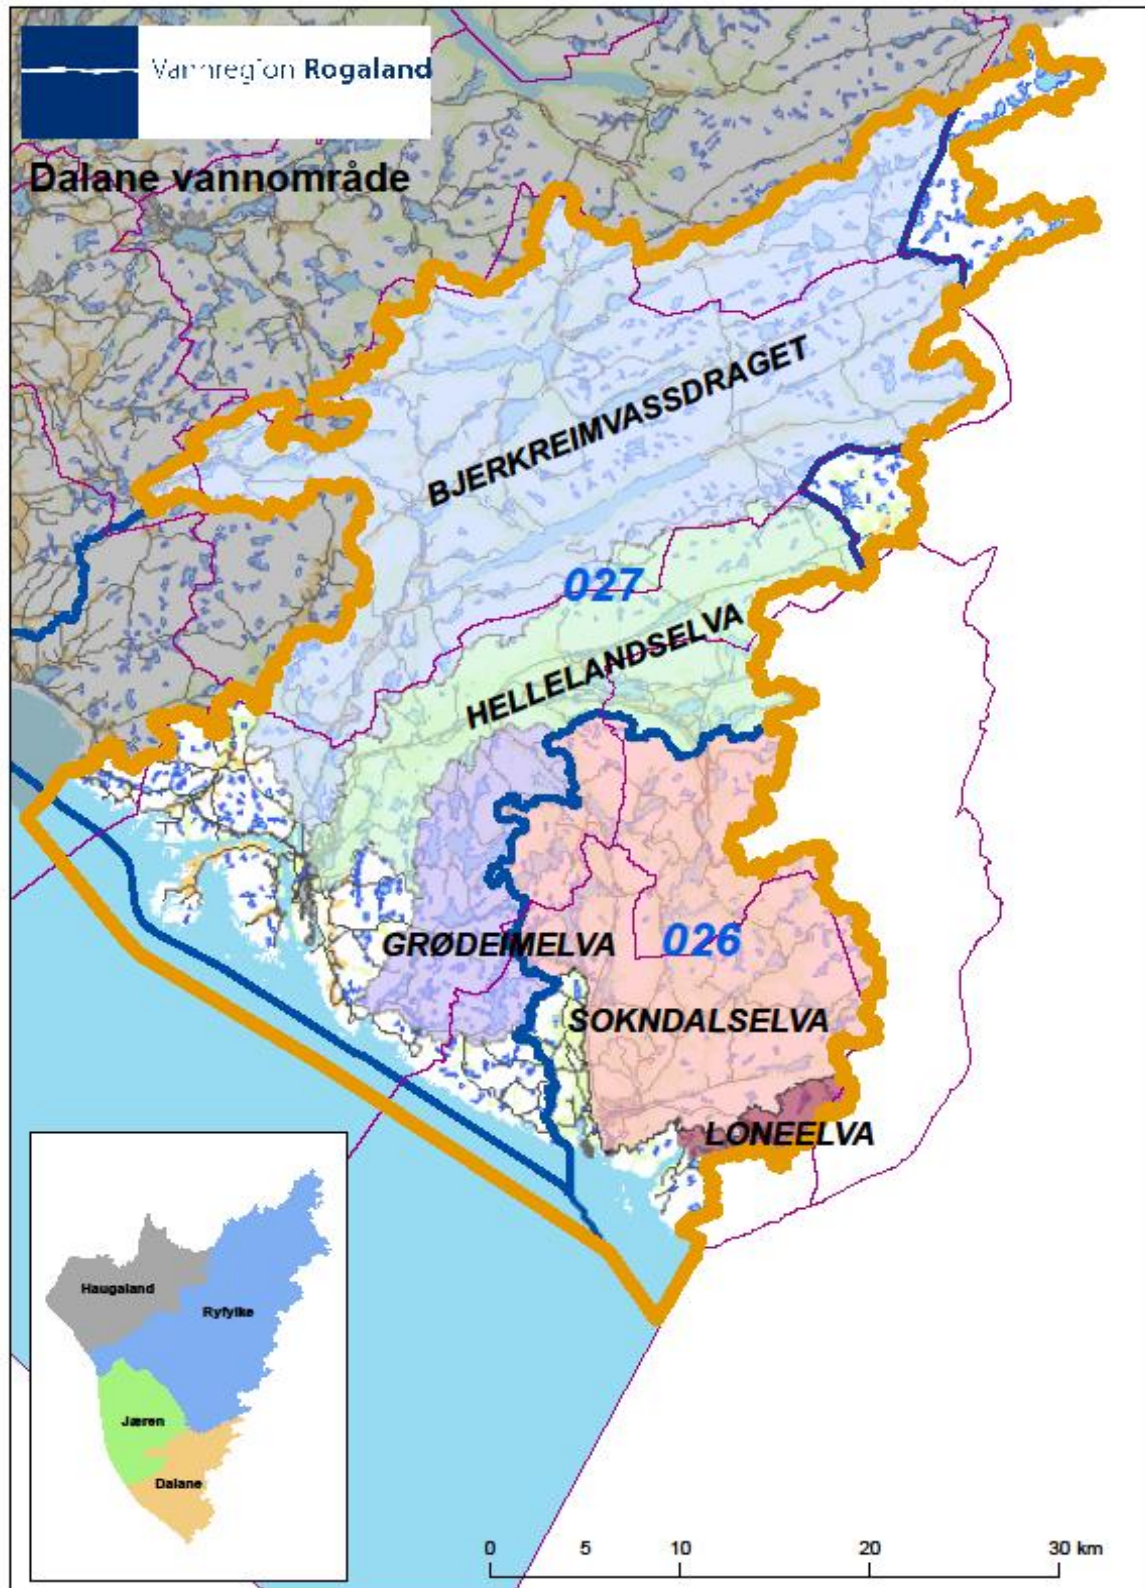 Vannregion Rogaland
Dalane vannområde
BJERKREIMVASSDRAGET
027
HELLELANDSELVA
GRØDEIMELVA
026
SOKNDALSELVA
LONEELVA
Haugaland
Ryfylke
Jæren
Dalane
0 5 10 20 30 km